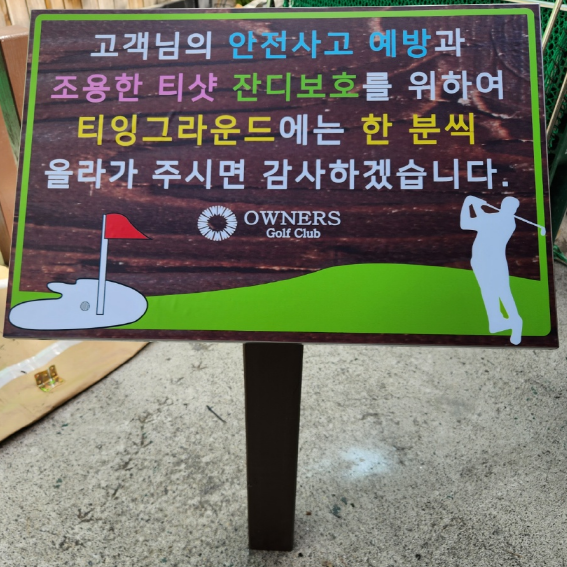 고객님의 안전사고 예방과
조용한 티샷 잔디보호를 위하여
티잉그라운드에는 한 분씩
올라가 주시면 감사하겠습니다.
OWNERS
Golf Club